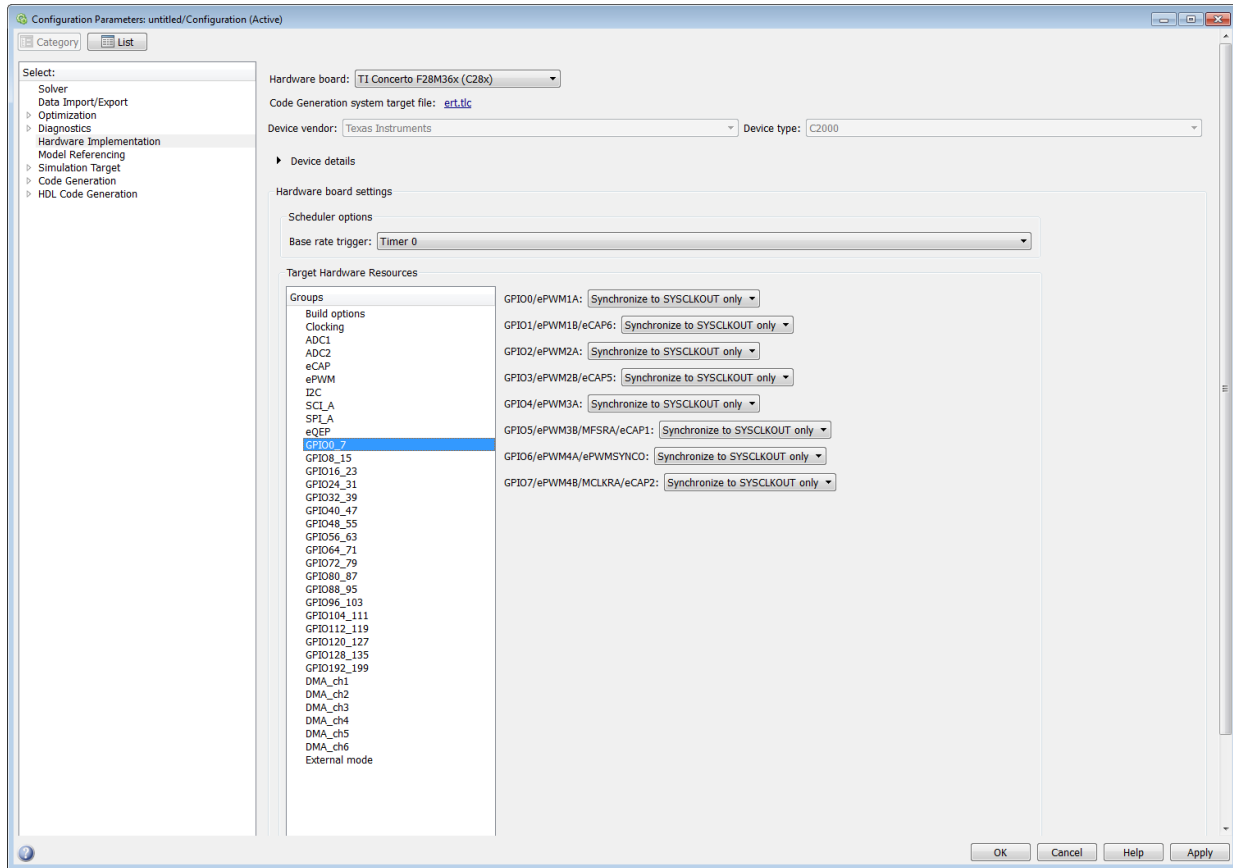 Configuration Parameters: untitled/Configuration (Active)
Category
List
Select:
Solver
Data Import/Export
Optimization
Diagnostics
Hardware Implementation
Model Referencing
Simulation Target
Code Generation
HDL Code Generation
Hardware board: TI Concerto F28M36x (C28x)
Code Generation system target file: ert.tlc
Device vendor: Texas Instruments Device type: C2000
Device details
Hardware board settings
Scheduler options
Base rate trigger: Timer 0
Target Hardware Resources
Groups
Build options
Clocking
ADC1
ADC2
eCAP
ePWM
I2C
SCI_A
SPI_A
eQEP
GPIO0_7
GPIO8_15
GPIO16_23
GPIO24_31
GPIO32_39
GPIO40_47
GPIO48_55
GPIO56_63
GPIO64_71
GPIO72_79
GPIO80_87
GPIO88_95
GPIO96_103
GPIO104_111
GPIO112_119
GPIO120_127
GPIO128_135
GPIO192_199
DMA_ch1
DMA_ch2
DMA_ch3
DMA_ch4
DMA_ch5
DMA_ch6
External mode
GPIO0/ePWM1A: Synchronize to SYSCLKOUT only
GPIO1/ePWM1B/eCAP6: Synchronize to SYSCLKOUT only
GPIO2/ePWM2A: Synchronize to SYSCLKOUT only
GPIO3/ePWM2B/eCAP5: Synchronize to SYSCLKOUT only
GPIO4/ePWM3A: Synchronize to SYSCLKOUT only
GPIO5/ePWM3B/MFSRA/eCAP1: Synchronize to SYSCLKOUT only
GPIO6/ePWM4A/ePWMSYNCO: Synchronize to SYSCLKOUT only
GPIO7/ePWM4B/MCLKRA/eCAP2: Synchronize to SYSCLKOUT only
OK
Cancel
Help
Apply